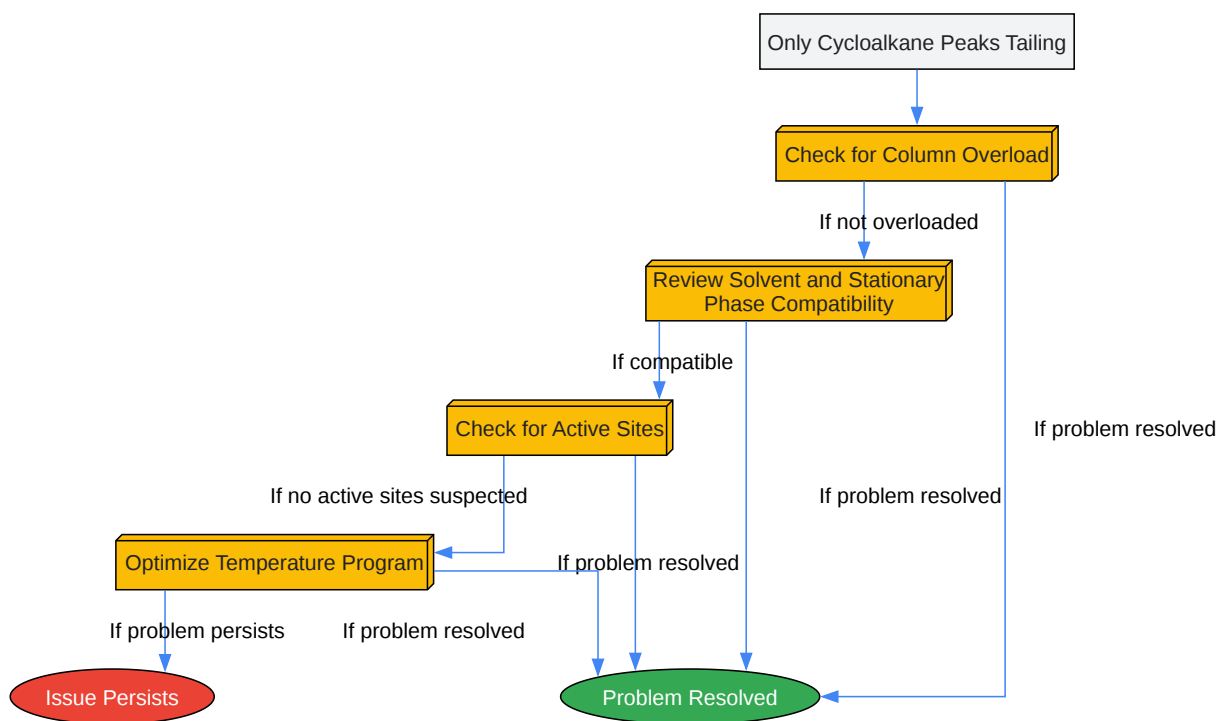 Only Cycloalkane Peaks Tailing
Check for Column Overload
If not overloaded
Review Solvent and Stationary
Phase Compatibility
If compatible
Check for Active Sites
If problem resolved
If no active sites suspected
If problem resolved
Optimize Temperature Program
If problem resolved
If problem persists
If problem resolved
Issue Persists
Problem Resolved